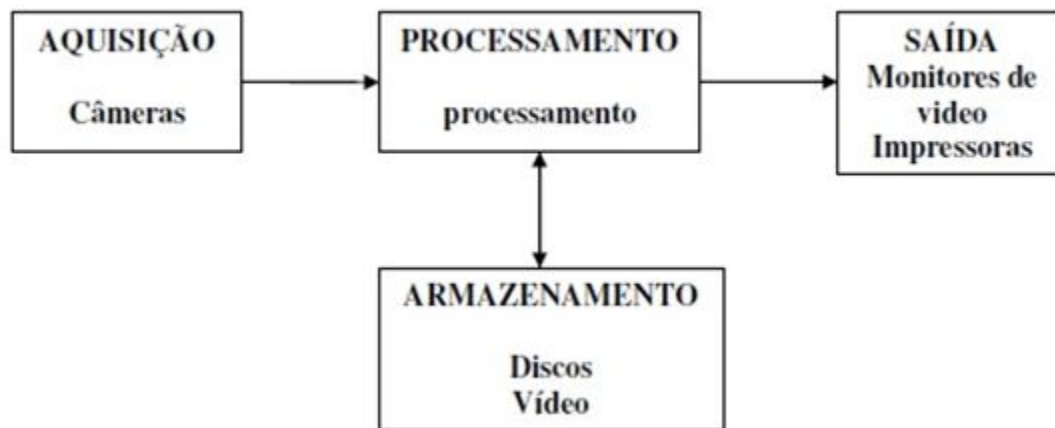 AQUISIÇÃO
Câmeras
PROCESSAMENTO
processamento
SAÍDA
Monitores de
video
Impressoras
ARMAZENAMENTO
Discos
Vídeo